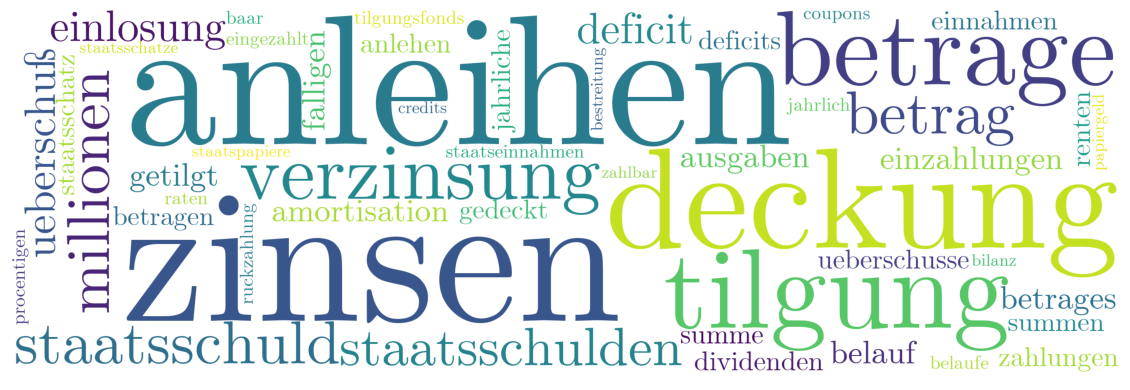 einlosung
baar
tilgungsfonds
deficit
coupons
einnahmen
staatsschatze
eingezahlt
anlehen
deficits
betrage
ueberschuß
staatsschatz
millionen
anleihen
falligen
credits
jahrliche
bestreitung
jahrlich
betrag
renten
papiergeld
staatspapiere
staatseinnahmen
ausgaben
einzahlungen
getilgt
verzinsung
zahlbar
deckung
raten
betragen
amortisation
gedeckt
procentigen
zinsen
ruckzahlung
ueberschusse
bilanz
tilgung
betrages
summen
staatsschuld
staatsschulden
summe
dividenden
belauf
belaufe
zahlungen